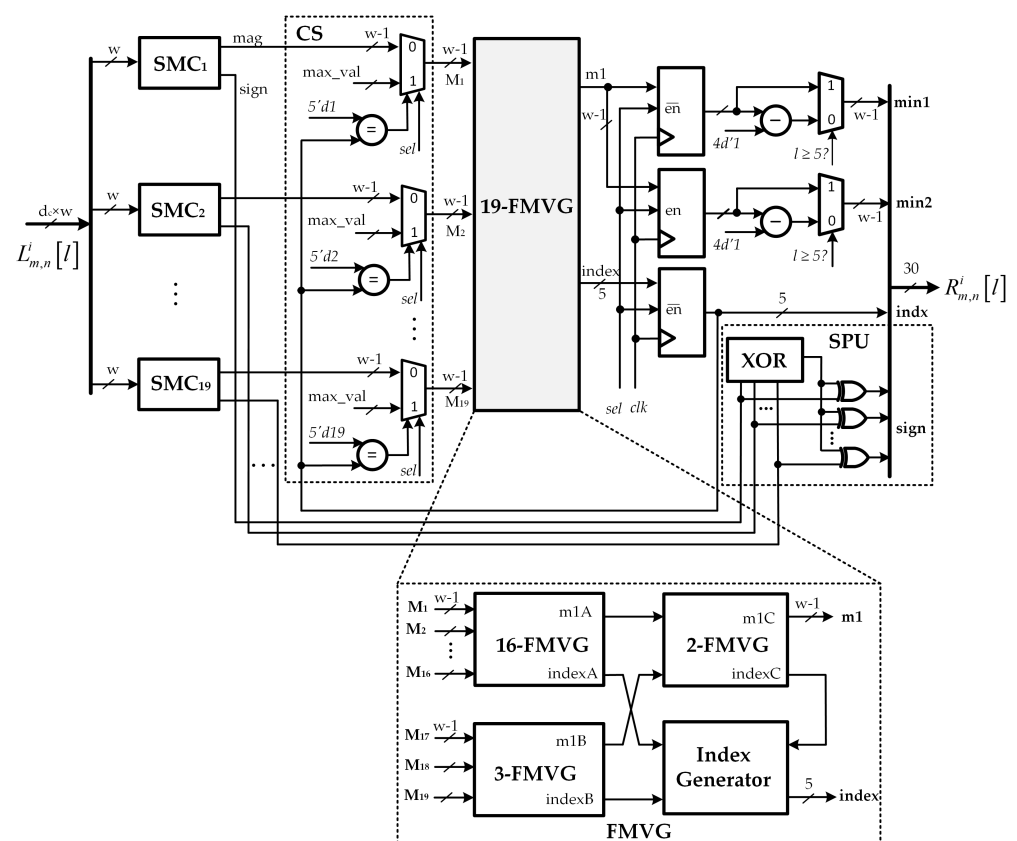 CS
w
SMC₁
mag
sign
w-1
max_val
5'd1
=
0
1
sel
w-1
M₁
w
SMC₂
w-1
max_val
5'd2
=
0
1
sel
w-1
M₂
d꜀×w
Lⁱₘ,ₙ [l]
⋮
⋮
w
SMC₁₉
w-1
max_val
5'd19
=
0
1
sel
w-1
M₁₉
...
19-FMVG
m1
w-1
index
5
en̅
4d'1
−
1
0
l ≥ 5?
w-1
min1
en
4d'1
−
1
0
l ≥ 5?
w-1
min2
en̅
5
indx
sel clk
30
Rⁱₘ,ₙ [l]
SPU
XOR
...
⋮
sign
M₁ w-1
M₂
⋮
M₁₆
16-FMVG
m1A
indexA
2-FMVG
m1C
indexC
w-1
m1
M₁₇ w-1
M₁₈
M₁₉
3-FMVG
m1B
indexB
Index
Generator
5
index
FMVG